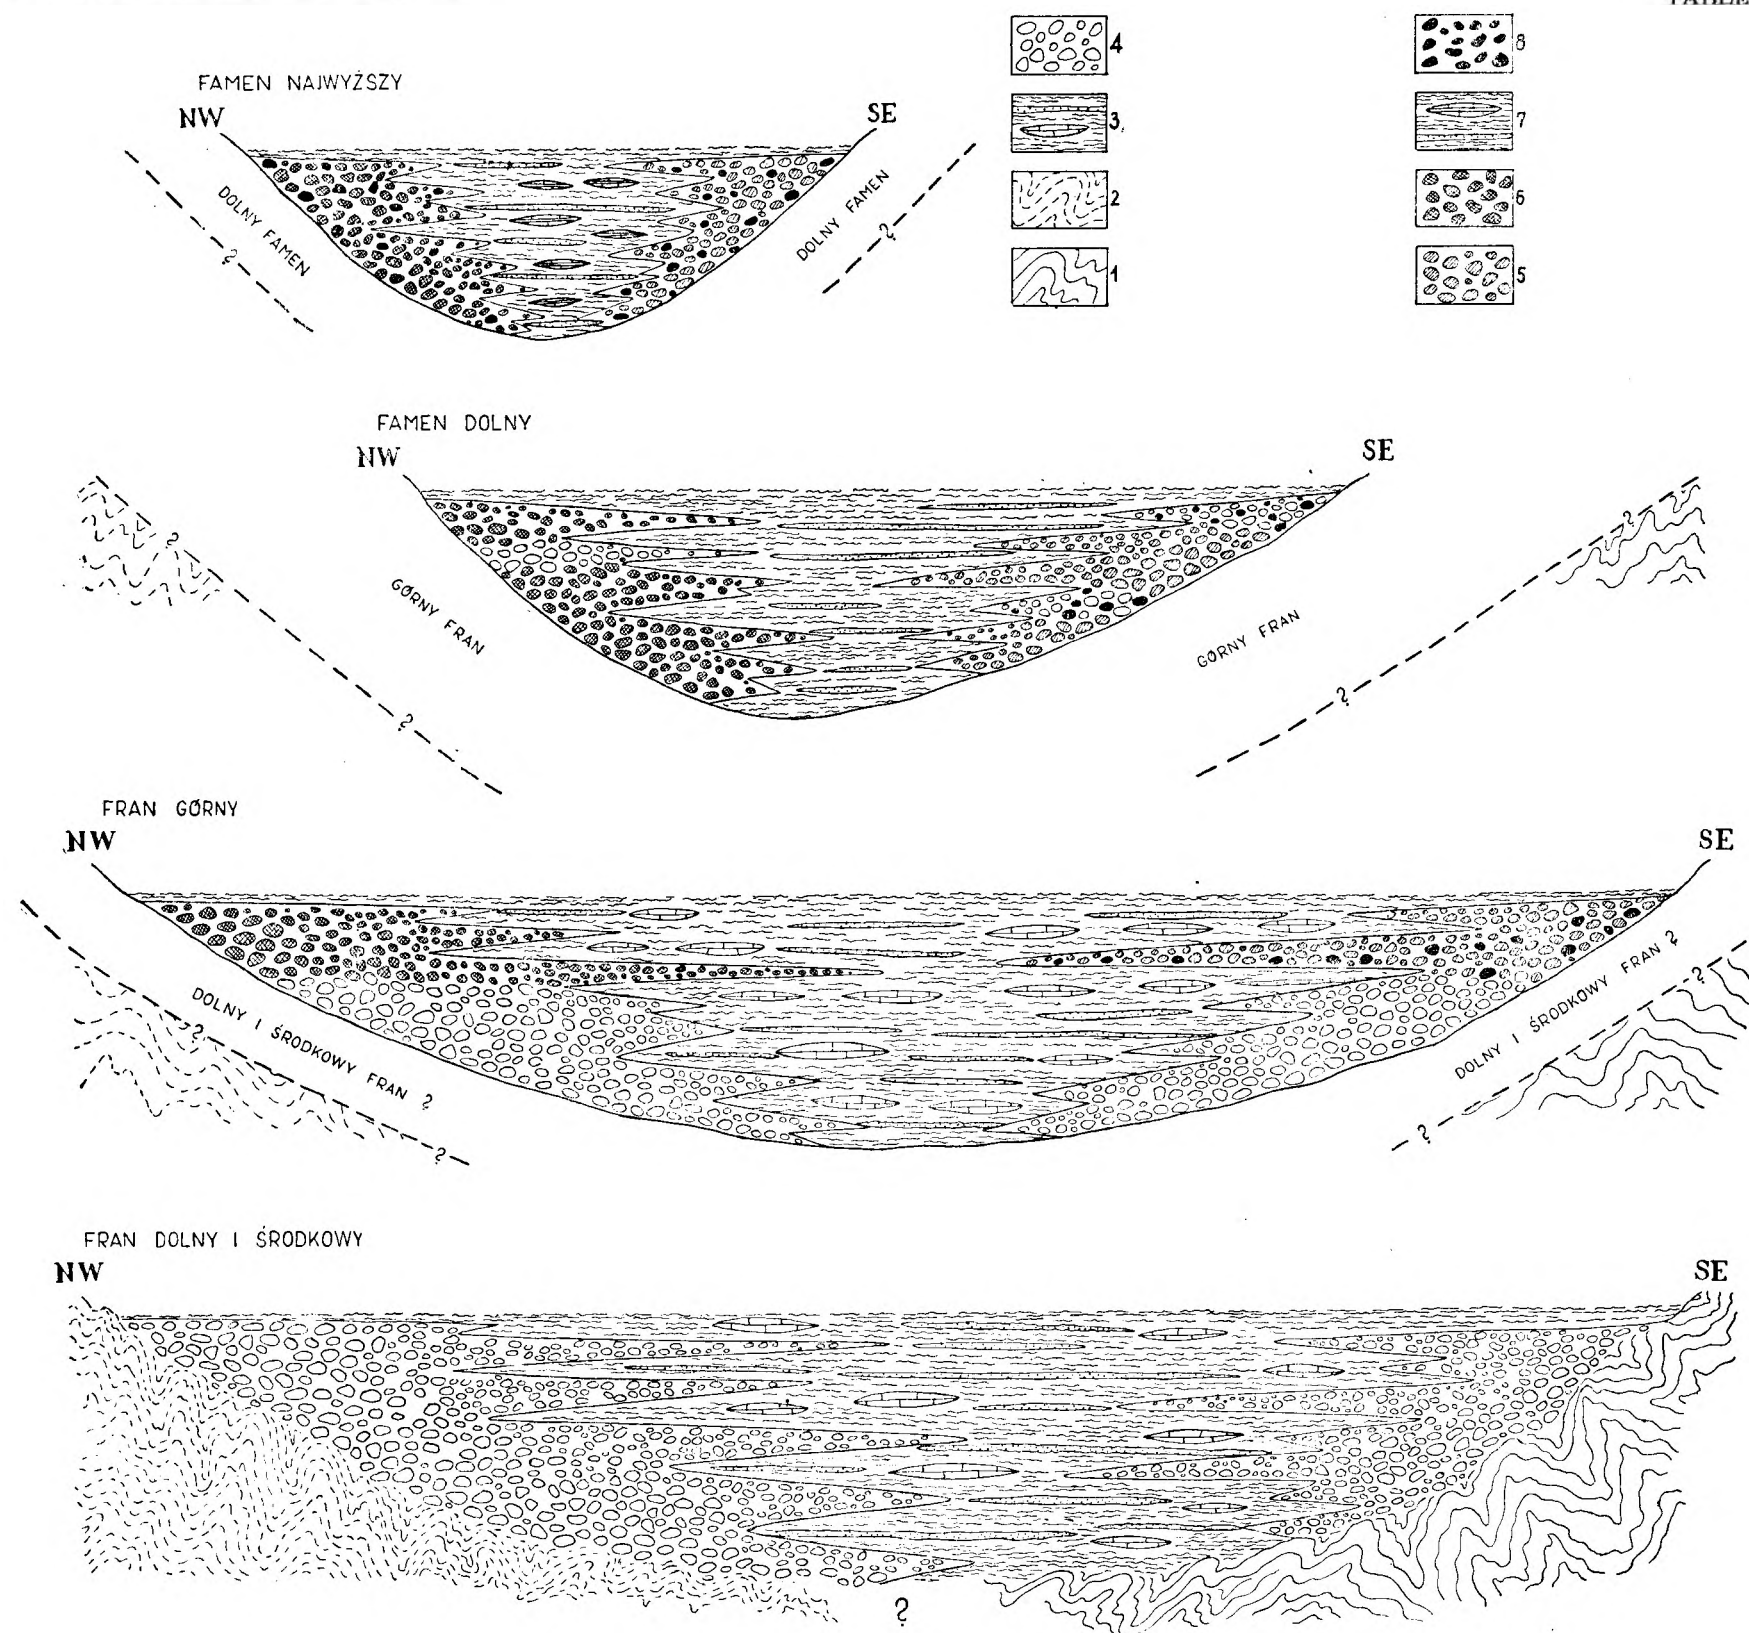 FAMEN NAJWYŻSZY
NW
SE
DOLNY FAMEN
?
DOLNY FAMEN
?
4
3
2
1
8
7
6
5
FAMEN DOLNY
NW
SE
?
GÓRNY FRAN
?
GÓRNY FRAN
?
?
FRAN GÓRNY
NW
SE
DOLNY I ŚRODKOWY FRAN ?
?
?
DOLNY I ŚRODKOWY FRAN ?
?
?
FRAN DOLNY I ŚRODKOWY
NW
SE
?